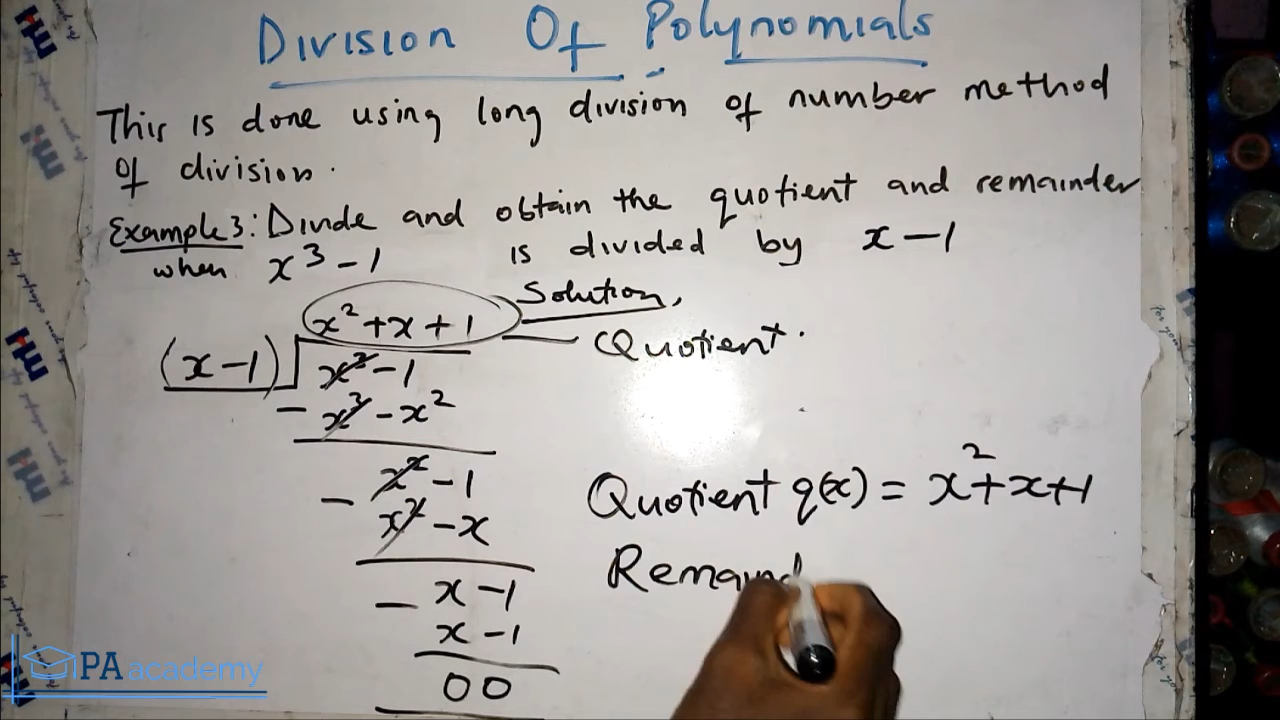 Division Of Polynomials
This is done using long division of number method
of division.
Example 3: Divide and obtain the quotient and remainder
when x³ - 1 is divided by x - 1
Solution,
x² + x + 1
Quotient.
(x - 1) x³ - 1
- x³ - x²
x² - 1
- x² - x
x - 1
- x - 1
0 0
Quotient q(x) = x² + x + 1
Remaind
PA academy